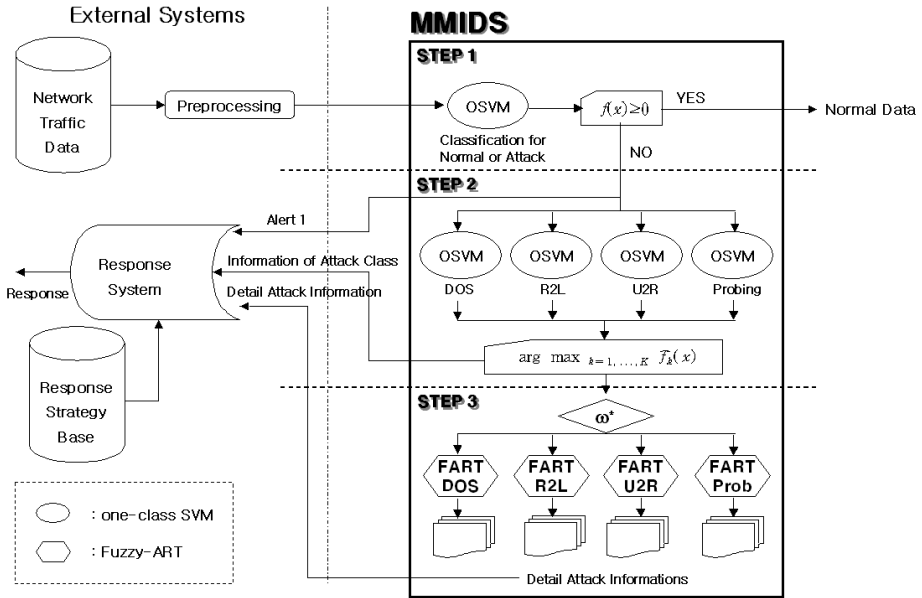 External Systems
MMIDS
STEP 1
Network
Traffic
Data
Preprocessing
OSVM
f(x)≥0
YES
Normal Data
Classification for
Normal or Attack
NO
STEP 2
Alert 1
OSVM OSVM OSVM OSVM
DOS R2L U2R Probing
Response
System
Information of Attack Class
Response
Detail Attack Information
arg max k=1,...,K f̄k(x)
Response
Strategy
Base
STEP 3
ω*
FART FART FART FART
DOS R2L U2R Prob
: one-class SVM
: Fuzzy-ART
Detail Attack Informations